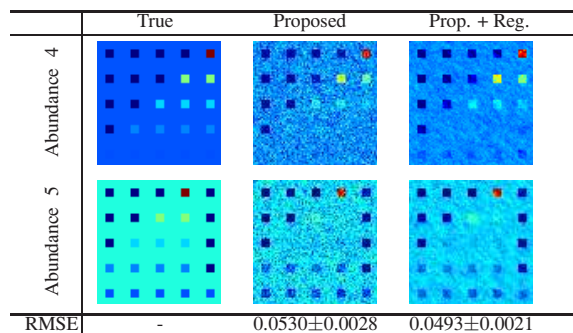 True Proposed Prop. + Reg.
Abundance 4
Abundance 5
RMSE - 0.0530±0.0028 0.0493±0.0021